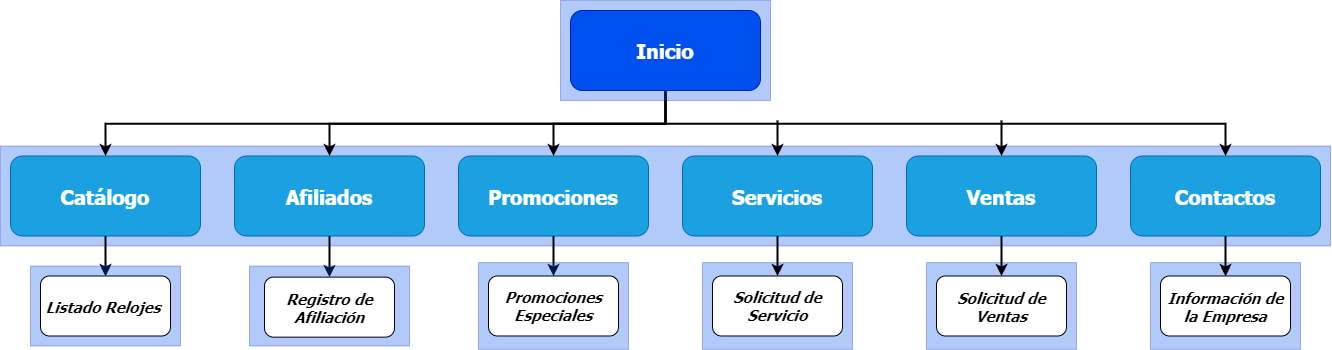 Inicio
Catálogo
Afiliados
Promociones
Servicios
Ventas
Contactos
Listado Relojes
Registro de
Afiliación
Promociones
Especiales
Solicitud de
Servicio
Solicitud de
Ventas
Información de
la Empresa